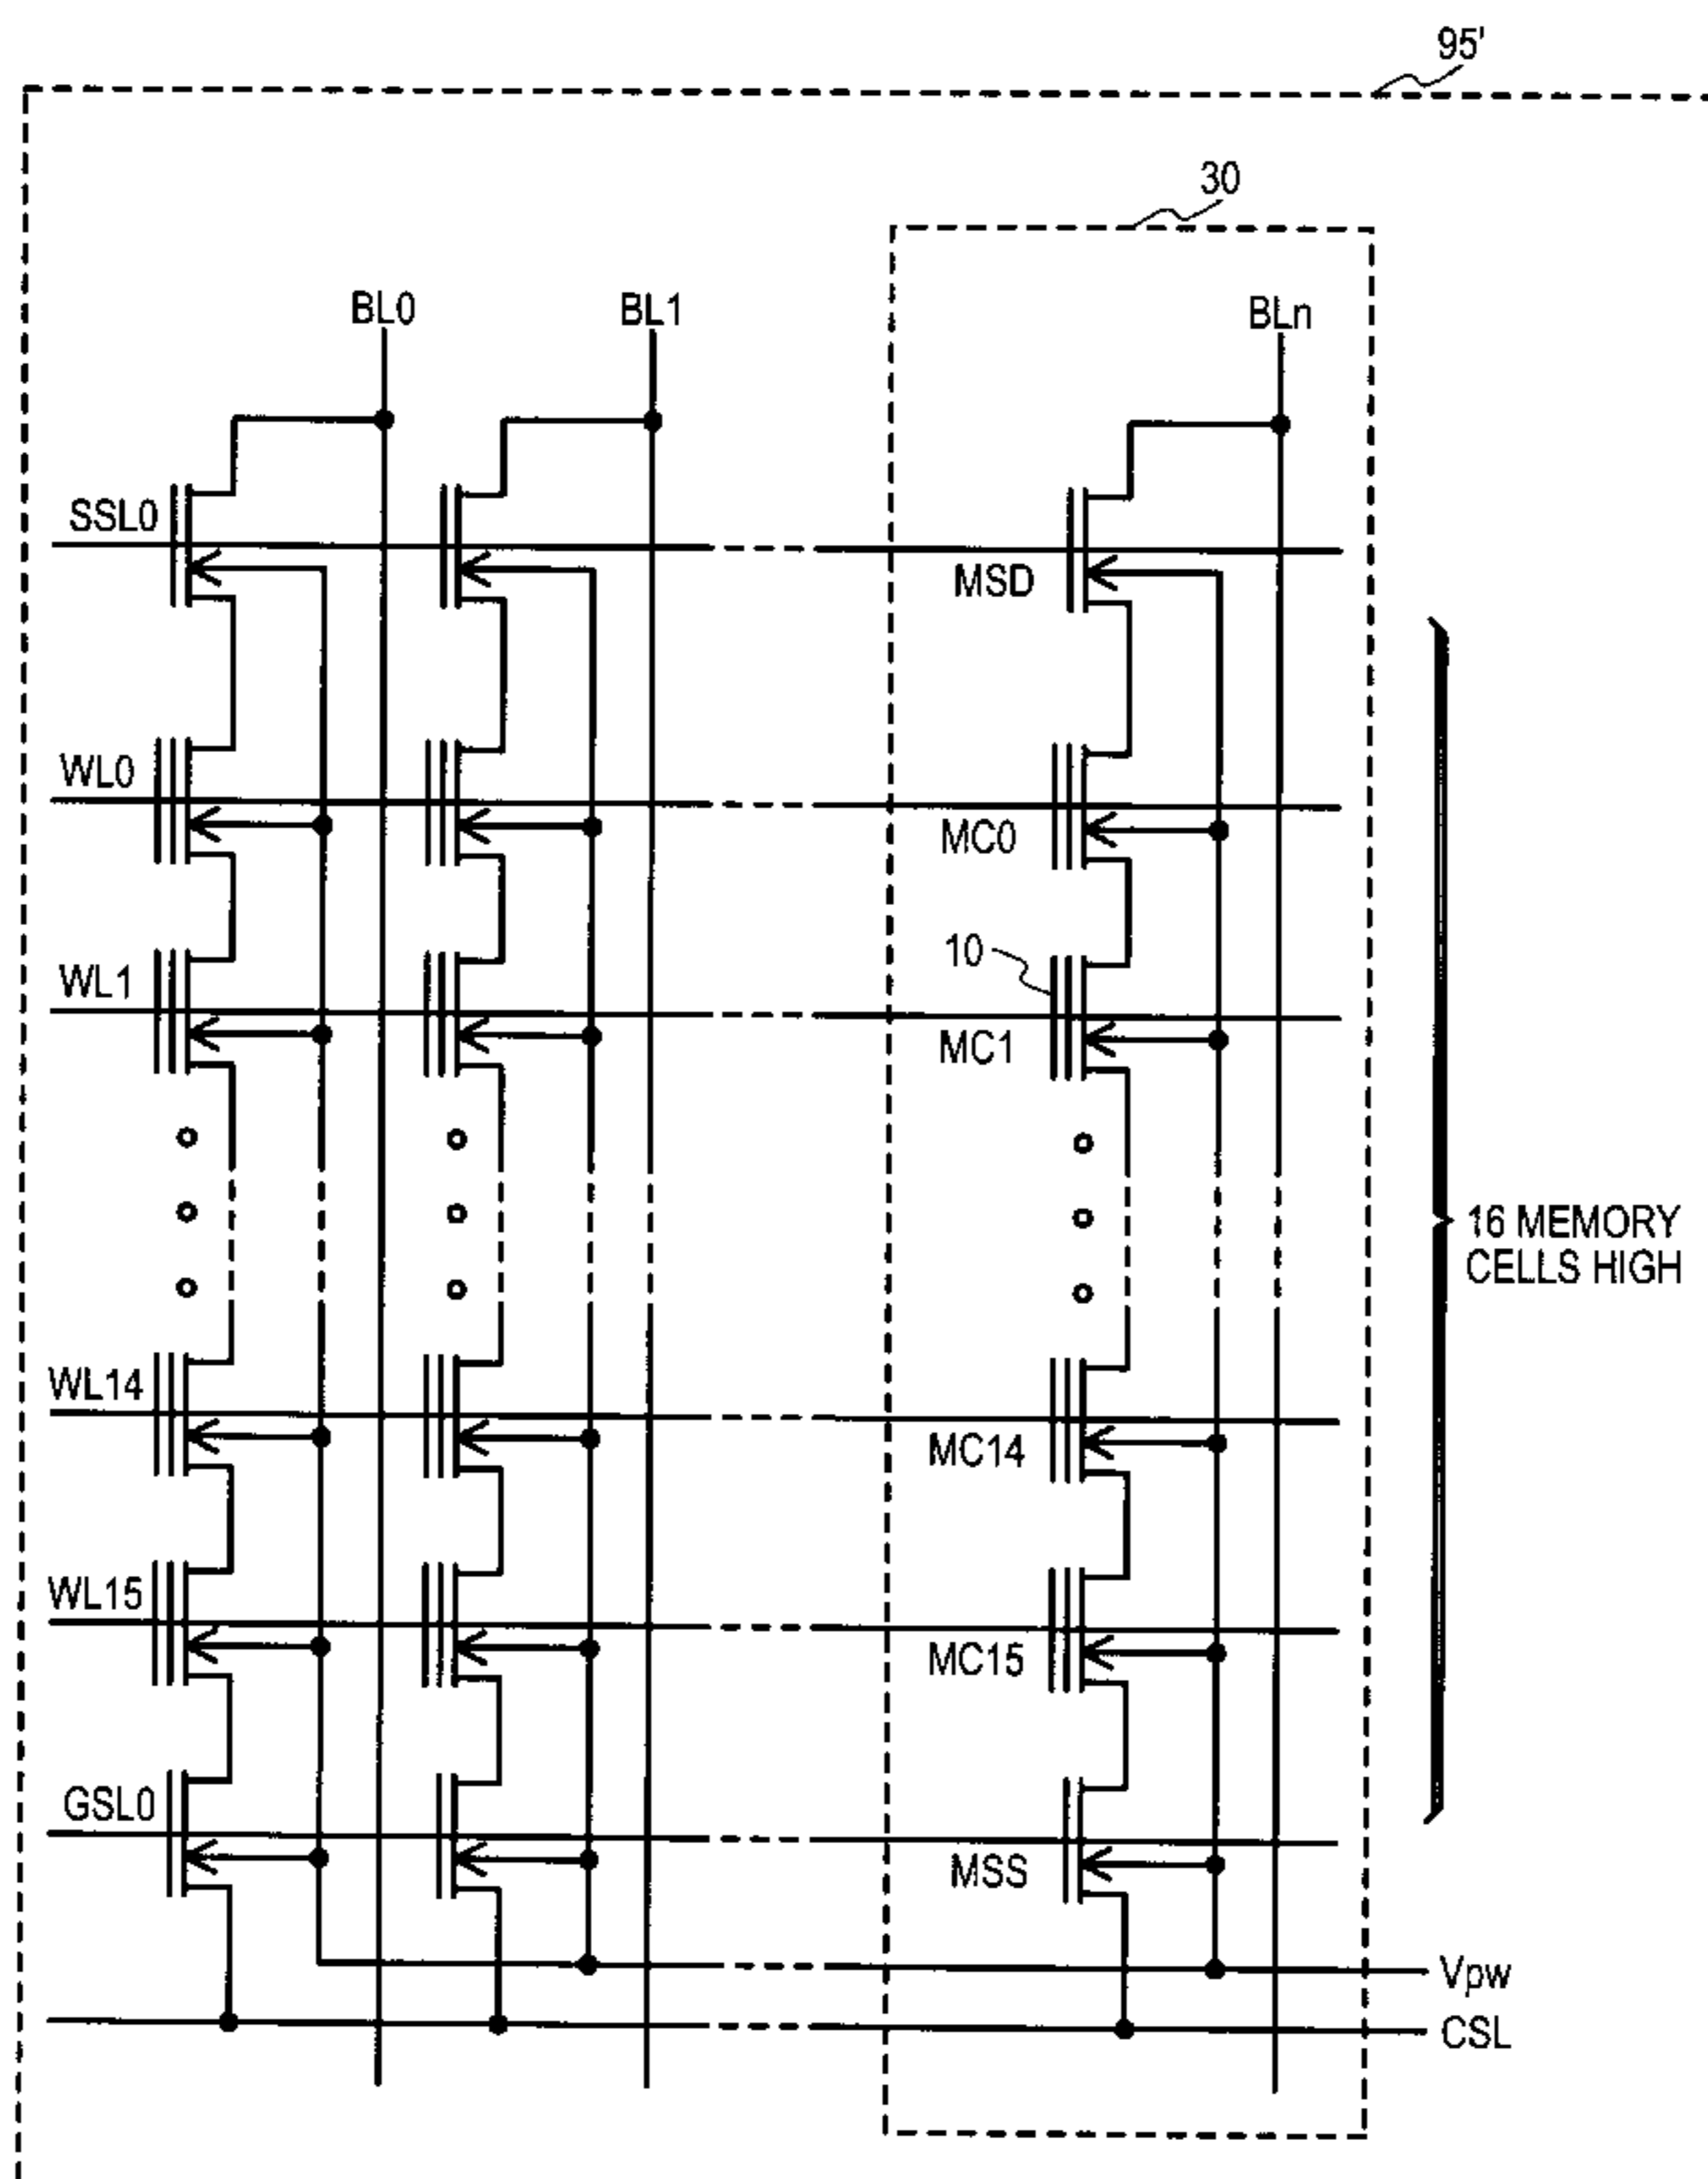 95'
30
BL0
BL1
BLn
SSL0
MSD
WL0
MC0
10
WL1
MC1
16 MEMORY
CELLS HIGH
WL14
MC14
WL15
MC15
GSL0
MSS
Vpw
CSL